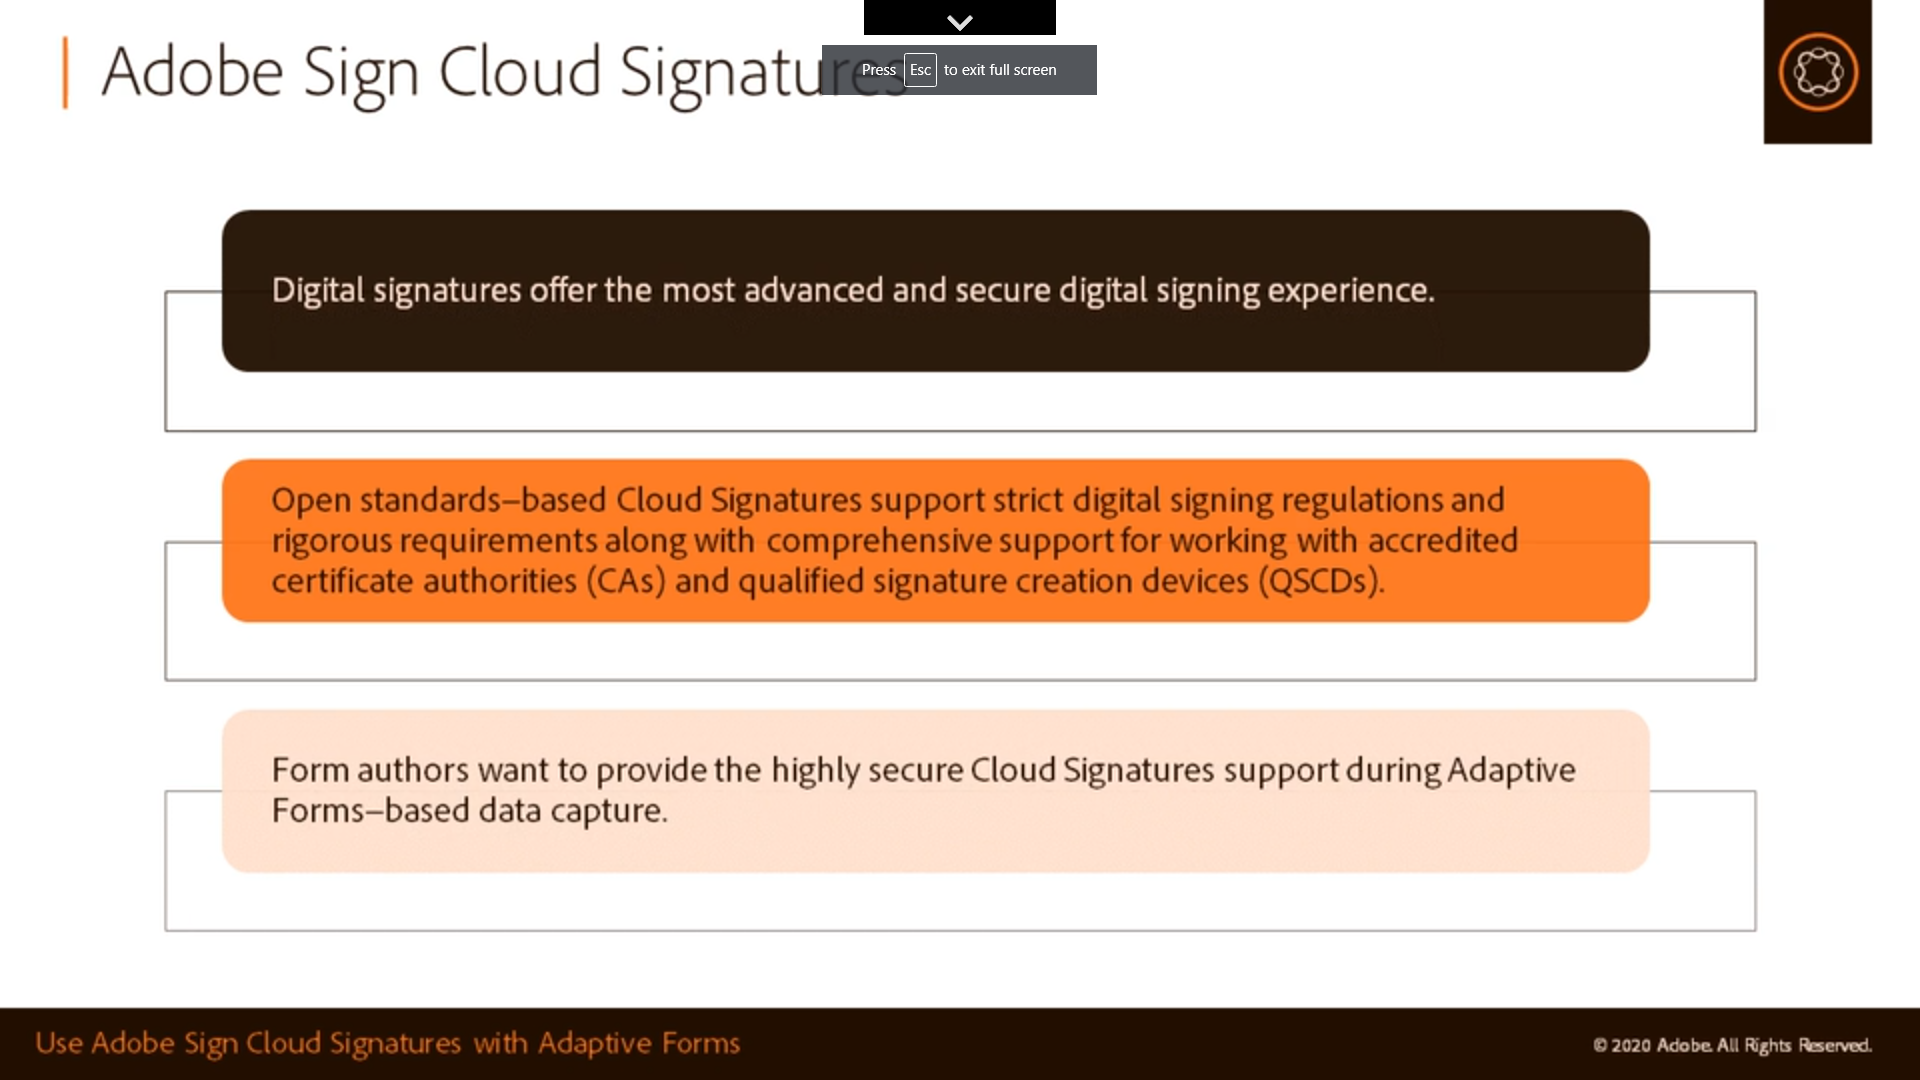 Adobe Sign Cloud Signatures
Press Esc to exit full screen
Digital signatures offer the most advanced and secure digital signing experience.
Open standards–based Cloud Signatures support strict digital signing regulations and
rigorous requirements along with comprehensive support for working with accredited
certificate authorities (CAs) and qualified signature creation devices (QSCDs).
Form authors want to provide the highly secure Cloud Signatures support during Adaptive
Forms–based data capture.
Use Adobe Sign Cloud Signatures with Adaptive Forms
© 2020 Adobe. All Rights Reserved.